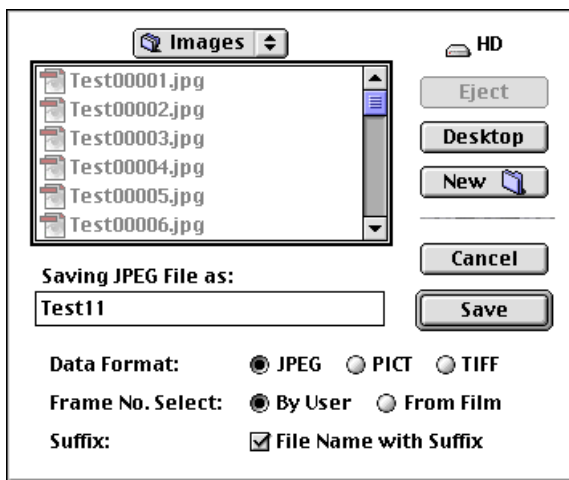 Images
HD
Test00001.jpg
Test00002.jpg
Test00003.jpg
Test00004.jpg
Test00005.jpg
Test00006.jpg
Eject
Desktop
New
Cancel
Saving JPEG File as:
Test11
Save
Data Format: JPEG PICT TIFF
Frame No. Select: By User From Film
Suffix: File Name with Suffix